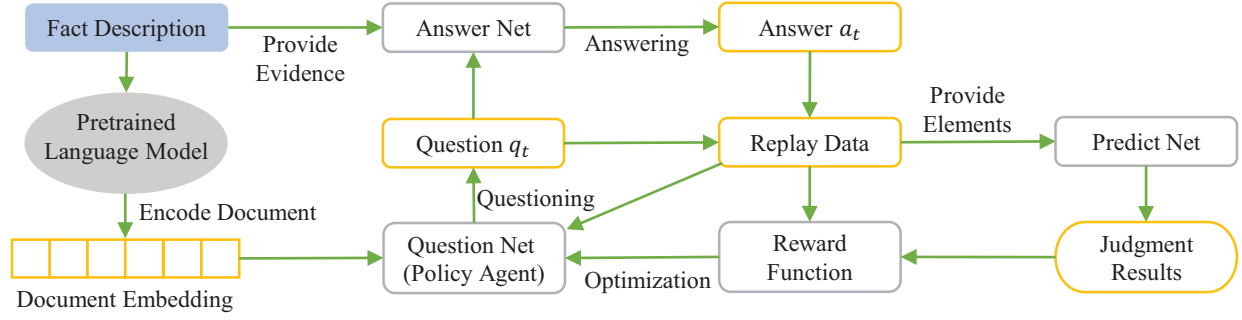 Fact Description
Provide
Evidence
Answer Net
Answering
Answer a_t
Pretrained
Language Model
Question q_t
Replay Data
Provide
Elements
Predict Net
Encode Document
Questioning
Document Embedding
Question Net
(Policy Agent)
Optimization
Reward
Function
Judgment
Results